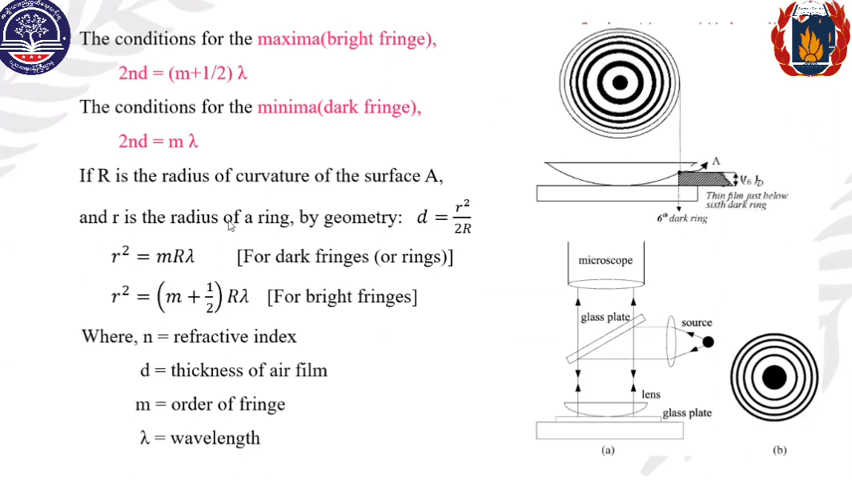 The conditions for the maxima(bright fringe),
2nd = (m+1/2) λ
The conditions for the minima(dark fringe),
2nd = m λ
If R is the radius of curvature of the surface A,
and r is the radius of a ring, by geometry: d = r²/2R
r² = mRλ [For dark fringes (or rings)]
r² = (m + 1/2) Rλ [For bright fringes]
Where, n = refractive index
d = thickness of air film
m = order of fringe
λ = wavelength
A
Thin film just below
sixth dark ring
6th dark ring
microscope
glass plate
source
lens
glass plate
(a)
(b)